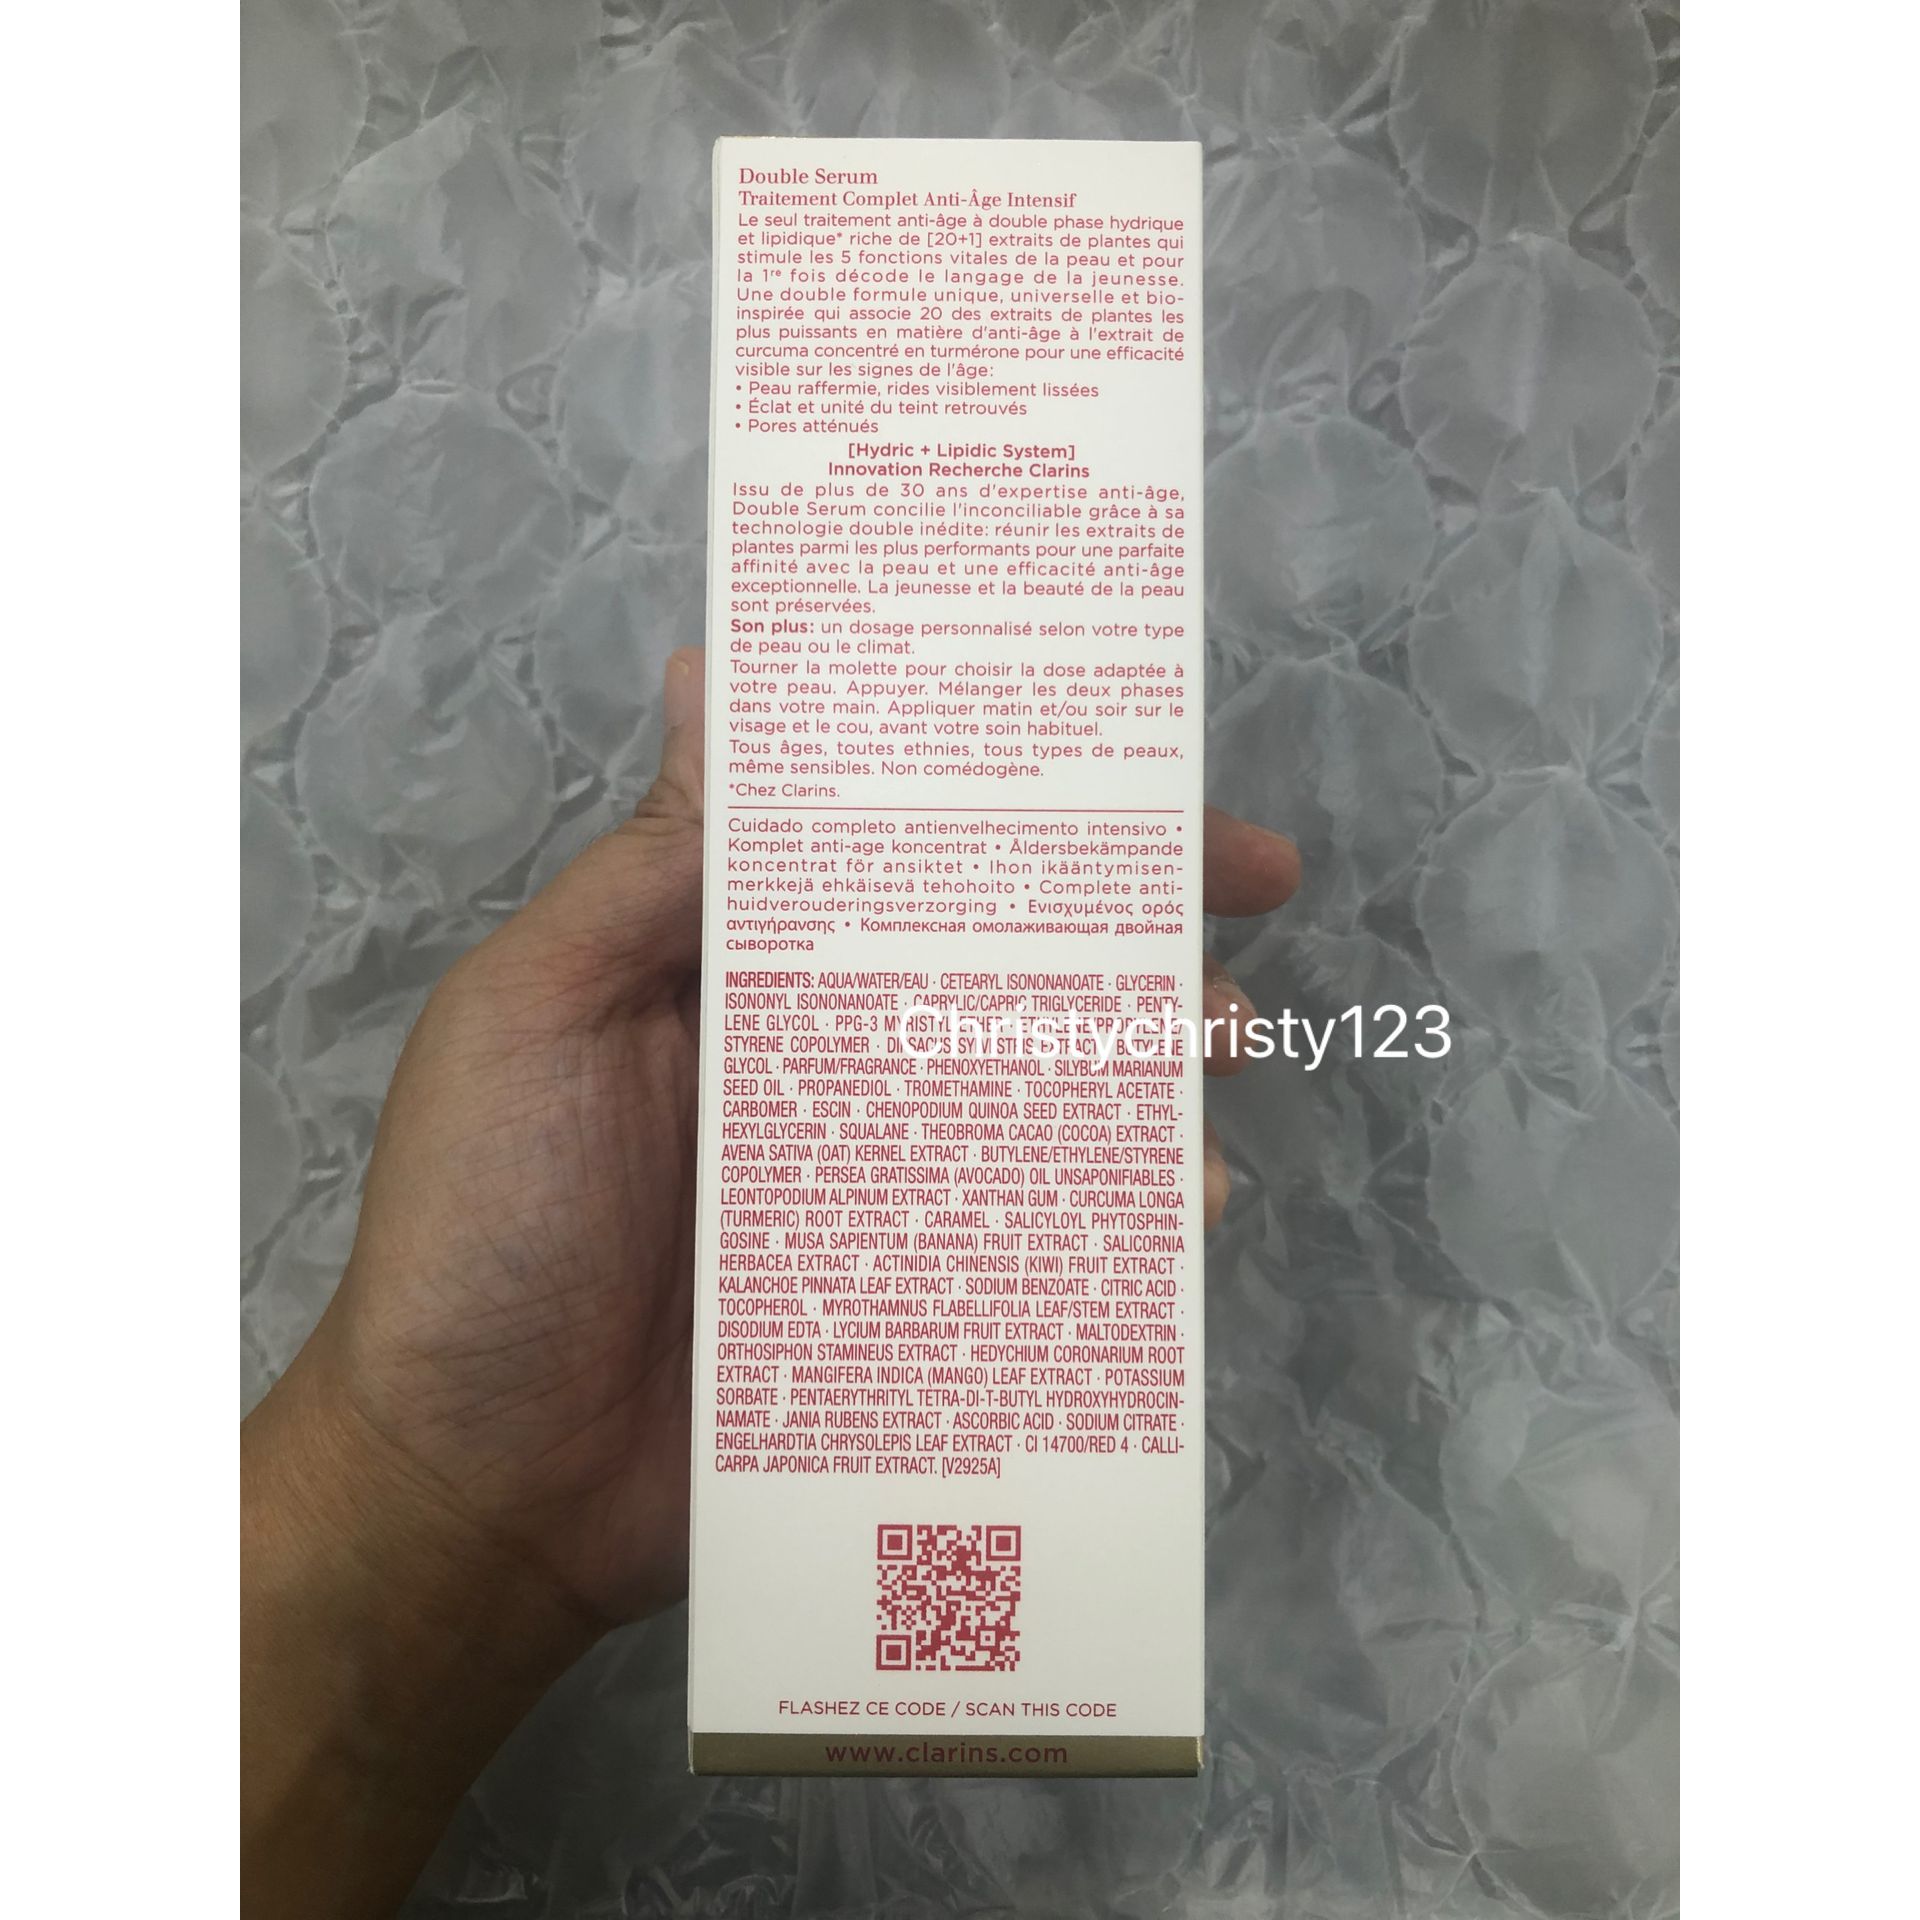 Double Serum
Traitement Complet Anti-Âge Intensif
Le seul traitement anti-âge à double phase hydrique
et lipidique* riche de [20+1] extraits de plantes qui
stimule les 5 fonctions vitales de la peau et pour
la 1re fois décode le langage de la jeunesse.
Une double formule unique, universelle et bio-
inspirée qui associe 20 des extraits de plantes les
plus puissants en matière d'anti-âge à l'extrait de
curcuma concentré en turmérone pour une efficacité
visible sur les signes de l'âge:
• Peau raffermie, rides visiblement lissées
• Éclat et unité du teint retrouvés
• Pores atténués
[Hydric + Lipidic System]
Innovation Recherche Clarins
Issu de plus de 30 ans d'expertise anti-âge,
Double Serum concilie l'inconciliable grâce à sa
technologie double inédite: réunir les extraits de
plantes parmi les plus performants pour une parfaite
affinité avec la peau et une efficacité anti-âge
exceptionnelle. La jeunesse et la beauté de la peau
sont préservées.
Son plus: un dosage personnalisé selon votre type
de peau ou le climat.
Tourner la molette pour choisir la dose adaptée à
votre peau. Appuyer. Mélanger les deux phases
dans votre main. Appliquer matin et/ou soir sur le
visage et le cou, avant votre soin habituel.
Tous âges, toutes ethnies, tous types de peaux,
même sensibles. Non comédogène.
*Chez Clarins.
Cuidado completo antienvelhecimento intensivo •
Komplet anti-age koncentrat • Åldersbekämpande
koncentrat för ansiktet • Ihon ikääntymisen-
merkkejä ehkäisevä tehohoito • Complete anti-
huidverouderingsverzorging • Ενισχυμένος ορός
αντιγήρανσης • Комплексная омолаживающая двойная
сыворотка
INGREDIENTS: AQUA/WATER/EAU · CETEARYL ISONONANOATE · GLYCERIN ·
ISONONYL ISONONANOATE · CAPRYLIC/CAPRIC TRIGLYCERIDE · PENTY-
LENE GLYCOL · PPG-3 MYRISTYL ETHER · ETHYLENE/PROPYLENE/
STYRENE COPOLYMER · DIPSACUS SYLVESTRIS EXTRACT · BUTYLENE
Christychristy123
GLYCOL · PARFUM/FRAGRANCE · PHENOXYETHANOL · SILYBUM MARIANUM
SEED OIL · PROPANEDIOL · TROMETHAMINE · TOCOPHERYL ACETATE ·
CARBOMER · ESCIN · CHENOPODIUM QUINOA SEED EXTRACT · ETHYL-
HEXYLGLYCERIN · SQUALANE · THEOBROMA CACAO (COCOA) EXTRACT ·
AVENA SATIVA (OAT) KERNEL EXTRACT · BUTYLENE/ETHYLENE/STYRENE
COPOLYMER · PERSEA GRATISSIMA (AVOCADO) OIL UNSAPONIFIABLES ·
LEONTOPODIUM ALPINUM EXTRACT · XANTHAN GUM · CURCUMA LONGA
(TURMERIC) ROOT EXTRACT · CARAMEL · SALICYLOYL PHYTOSPHIN-
GOSINE · MUSA SAPIENTUM (BANANA) FRUIT EXTRACT · SALICORNIA
HERBACEA EXTRACT · ACTINIDIA CHINENSIS (KIWI) FRUIT EXTRACT ·
KALANCHOE PINNATA LEAF EXTRACT · SODIUM BENZOATE · CITRIC ACID ·
TOCOPHEROL · MYROTHAMNUS FLABELLIFOLIA LEAF/STEM EXTRACT ·
DISODIUM EDTA · LYCIUM BARBARUM FRUIT EXTRACT · MALTODEXTRIN ·
ORTHOSIPHON STAMINEUS EXTRACT · HEDYCHIUM CORONARIUM ROOT
EXTRACT · MANGIFERA INDICA (MANGO) LEAF EXTRACT · POTASSIUM
SORBATE · PENTAERYTHRITYL TETRA-DI-T-BUTYL HYDROXYHYDROCIN-
NAMATE · JANIA RUBENS EXTRACT · ASCORBIC ACID · SODIUM CITRATE ·
ENGELHARDTIA CHRYSOLEPIS LEAF EXTRACT · CI 14700/RED 4 · CALLI-
CARPA JAPONICA FRUIT EXTRACT. [V2925A]
FLASHEZ CE CODE / SCAN THIS CODE
www.clarins.com